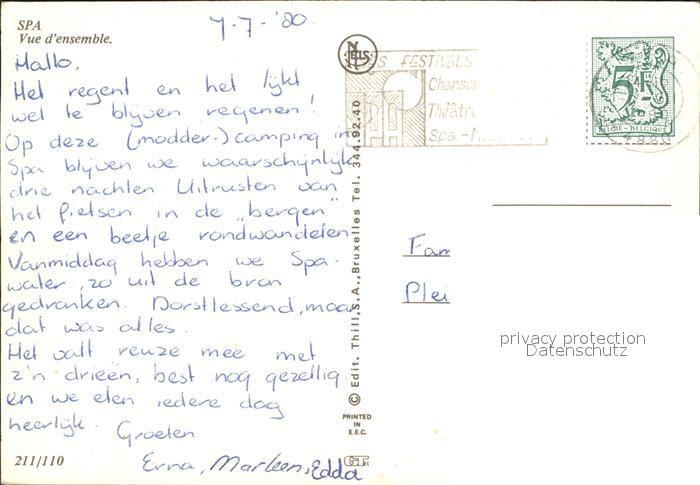 SPA
Vue d'ensemble.
7-7-'80.
Hallo,
Het regent en het lijkt
wel te blijven regenen!
Op deze (modder-)camping in
Spa blijven we waarschijnlijk
drie nachten Uitrusten van
het fietsen in de „bergen"
en een beetje rondwandelen.
Vanmiddag hebben we Spa-
water, zo uit de bron
gedronken. Dorstlessend, maar
dat was alles.
Het valt reuze mee met
z'n drieën, best nog gezellig
en we eten iedere dag
heerlijk. Groeten
Erna, Marleen, Edda
211/110
NELS
FESTIVALS
Théâtre
Spa-
5F
BELGIË-BELGIQUE
© Edit. Thill, S.A., Bruxelles Tel. 344.92.40
PRINTED
IN
E.E.C.
Fam
Plei
privacy protection
Datenschutz